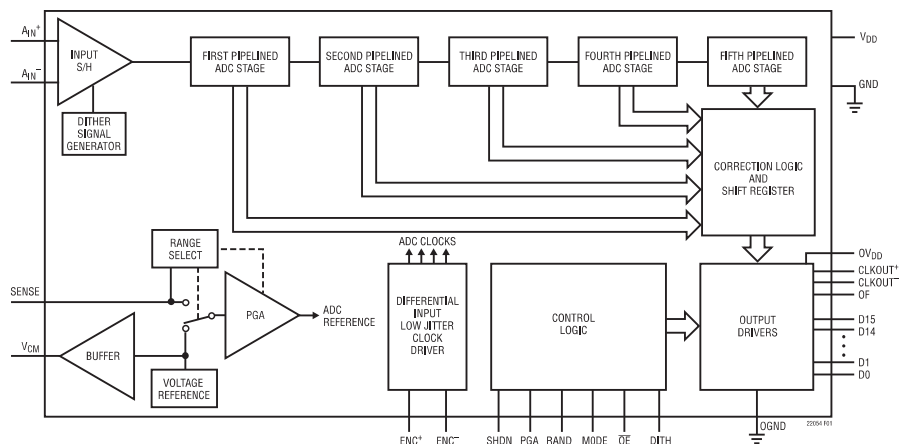 AIN+
AIN−
INPUT
S/H
DITHER
SIGNAL
GENERATOR
FIRST PIPELINED
ADC STAGE
SECOND PIPELINED
ADC STAGE
THIRD PIPELINED
ADC STAGE
FOURTH PIPELINED
ADC STAGE
FIFTH PIPELINED
ADC STAGE
VDD
GND
CORRECTION LOGIC
AND
SHIFT REGISTER
RANGE
SELECT
SENSE
PGA
ADC
REFERENCE
VCM
BUFFER
VOLTAGE
REFERENCE
ADC CLOCKS
DIFFERENTIAL
INPUT
LOW JITTER
CLOCK
DRIVER
CONTROL
LOGIC
OUTPUT
DRIVERS
OVDD
CLKOUT+
CLKOUT−
OF
D15
D14
D1
D0
OGND
ENC+
ENC−
SHDN
PGA
RAND
MODE
OE
DITH
22054 F01